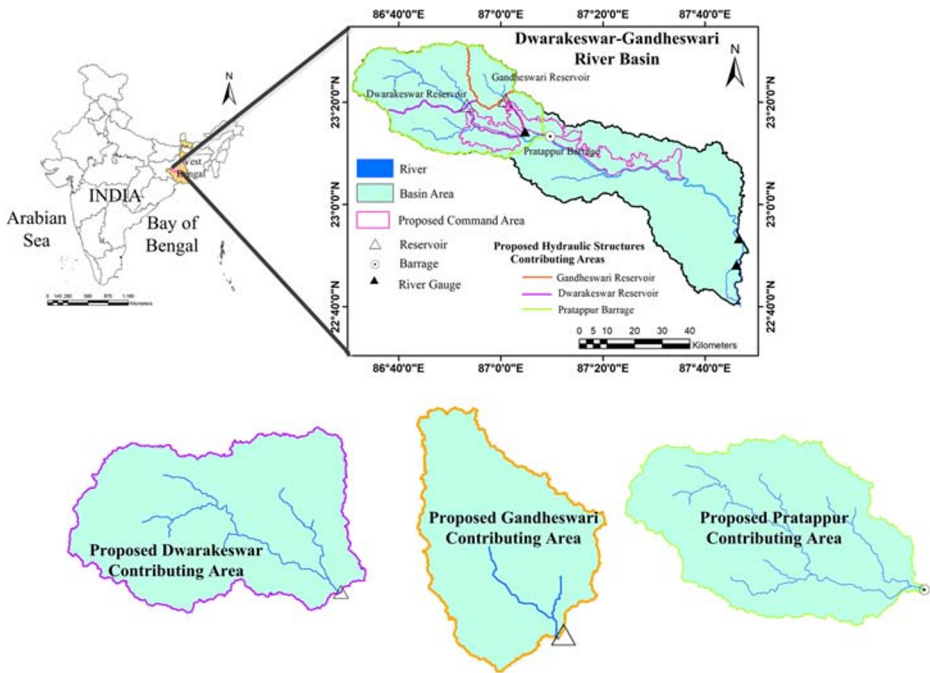 86°40'0"E
87°0'0"E
87°20'0"E
87°40'0"E
Dwarakeswar-Gandheswari
River Basin
N
Gandheswari Reservoir
Dwarakeswar Reservoir
Pratappur Barrage
23°20'0"N
23°0'0"N
22°40'0"N
23°20'0"N
23°0'0"N
22°40'0"N
River
Basin Area
Proposed Command Area
Reservoir
Barrage
River Gauge
Proposed Hydraulic Structures
Contributing Areas
Gandheswari Reservoir
Dwarakeswar Reservoir
Pratappur Barrage
0 5 10 20 30 40
Kilometers
86°40'0"E
87°0'0"E
87°20'0"E
87°40'0"E
N
West
Bengal
INDIA
Arabian
Sea
Bay of
Bengal
Kilometers
Proposed Dwarakeswar
Contributing Area
Proposed Gandheswari
Contributing Area
Proposed Pratappur
Contributing Area